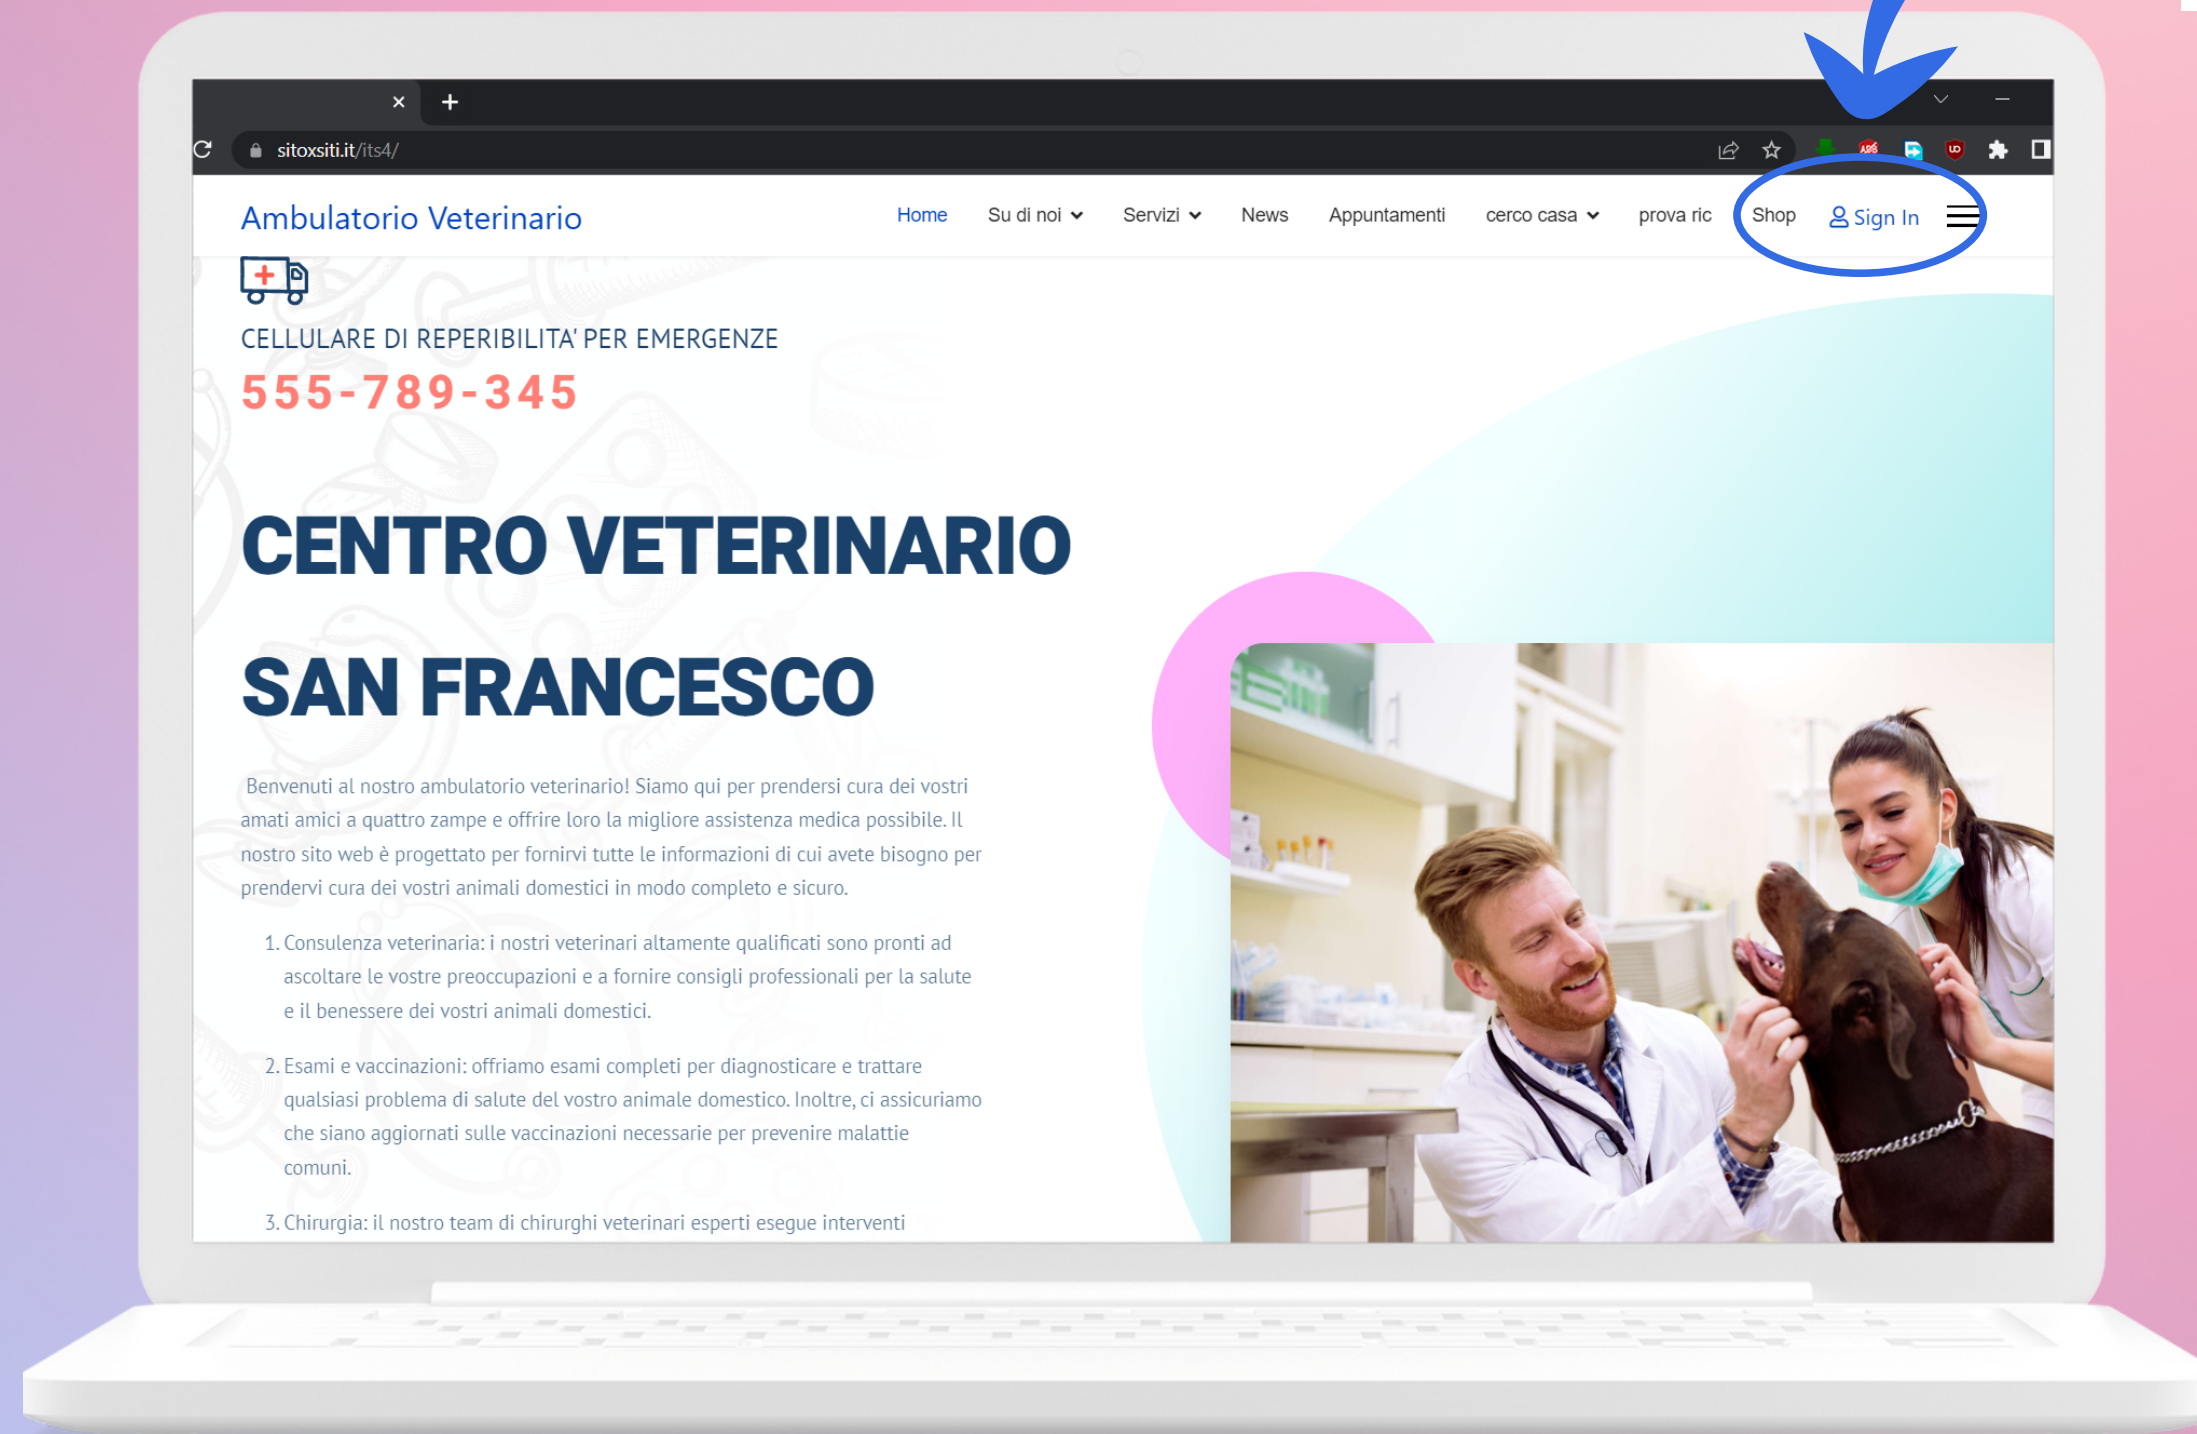 sitoxsiti.it/its4/
Ambulatorio Veterinario
Home Su di noi Servizi News Appuntamenti cerco casa prova ric Shop Sign In
CELLULARE DI REPERIBILITA' PER EMERGENZE
555-789-345
CENTRO VETERINARIO
SAN FRANCESCO
Benvenuti al nostro ambulatorio veterinario! Siamo qui per prendersi cura dei vostri
amati amici a quattro zampe e offrire loro la migliore assistenza medica possibile. Il
nostro sito web è progettato per fornirvi tutte le informazioni di cui avete bisogno per
prendervi cura dei vostri animali domestici in modo completo e sicuro.
1. Consulenza veterinaria: i nostri veterinari altamente qualificati sono pronti ad
ascoltare le vostre preoccupazioni e a fornire consigli professionali per la salute
e il benessere dei vostri animali domestici.
2. Esami e vaccinazioni: offriamo esami completi per diagnosticare e trattare
qualsiasi problema di salute del vostro animale domestico. Inoltre, ci assicuriamo
che siano aggiornati sulle vaccinazioni necessarie per prevenire malattie
comuni.
3. Chirurgia: il nostro team di chirurghi veterinari esperti esegue interventi